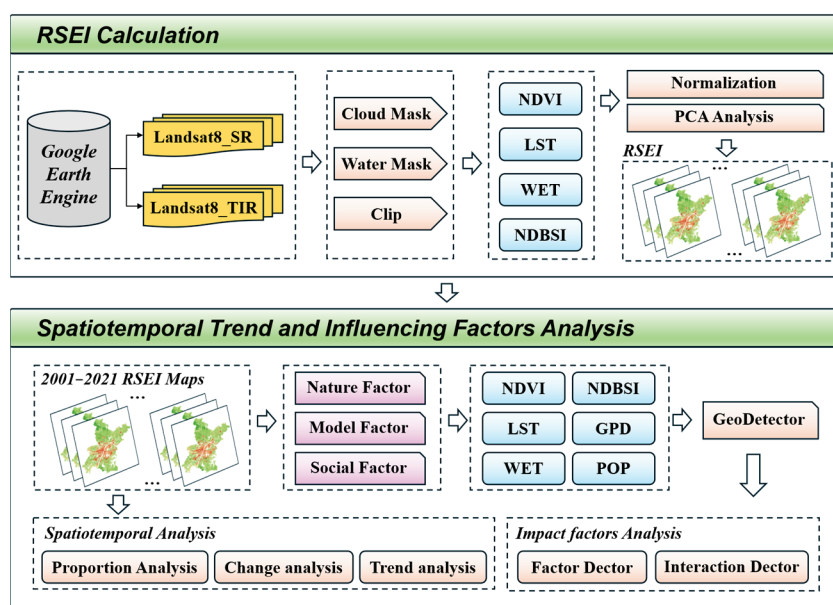 RSEI Calculation
Google
Earth
Engine
Landsat8_SR
Landsat8_TIR
Cloud Mask
Water Mask
Clip
NDVI
LST
WET
NDBSI
Normalization
PCA Analysis
RSEI
...
...
Spatiotemporal Trend and Influencing Factors Analysis
2001–2021 RSEI Maps
...
...
Nature Factor
Model Factor
Social Factor
NDVI NDBSI
LST GPD
WET POP
GeoDetector
Spatiotemporal Analysis
Proportion Analysis Change analysis Trend analysis
Impact factors Analysis
Factor Dector Interaction Dector